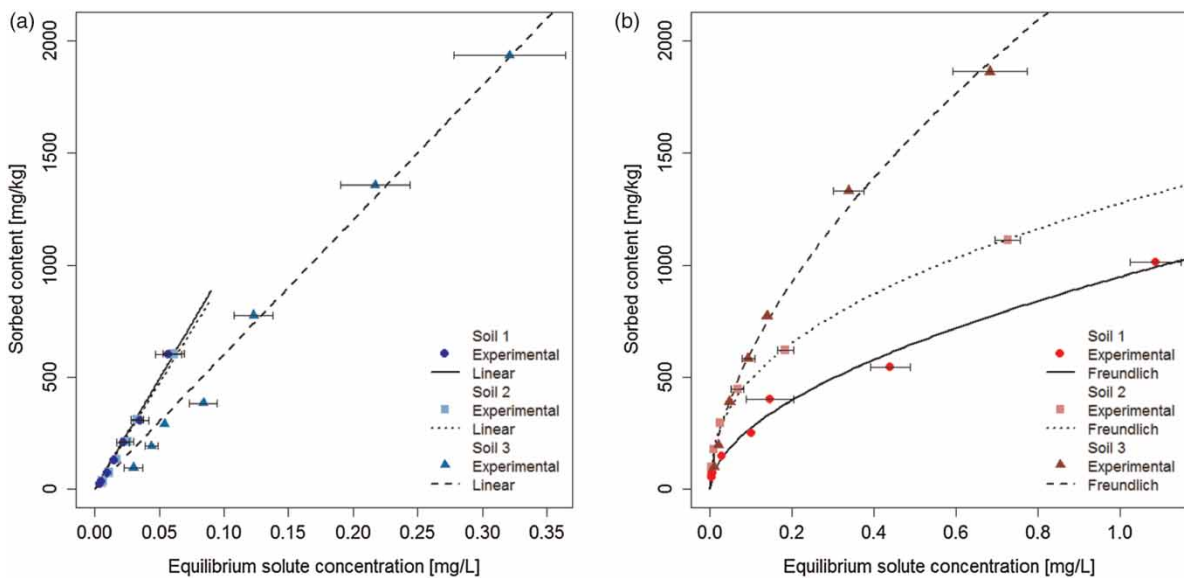 (a)
Sorbed content [mg/kg]
2000
1500
1000
500
0
0.00 0.05 0.10 0.15 0.20 0.25 0.30 0.35
Equilibrium solute concentration [mg/L]
Soil 1
Experimental
Linear
Soil 2
Experimental
Linear
Soil 3
Experimental
Linear
(b)
Sorbed content [mg/kg]
2000
1500
1000
500
0
0.0 0.2 0.4 0.6 0.8 1.0
Equilibrium solute concentration [mg/L]
Soil 1
Experimental
Freundlich
Soil 2
Experimental
Freundlich
Soil 3
Experimental
Freundlich